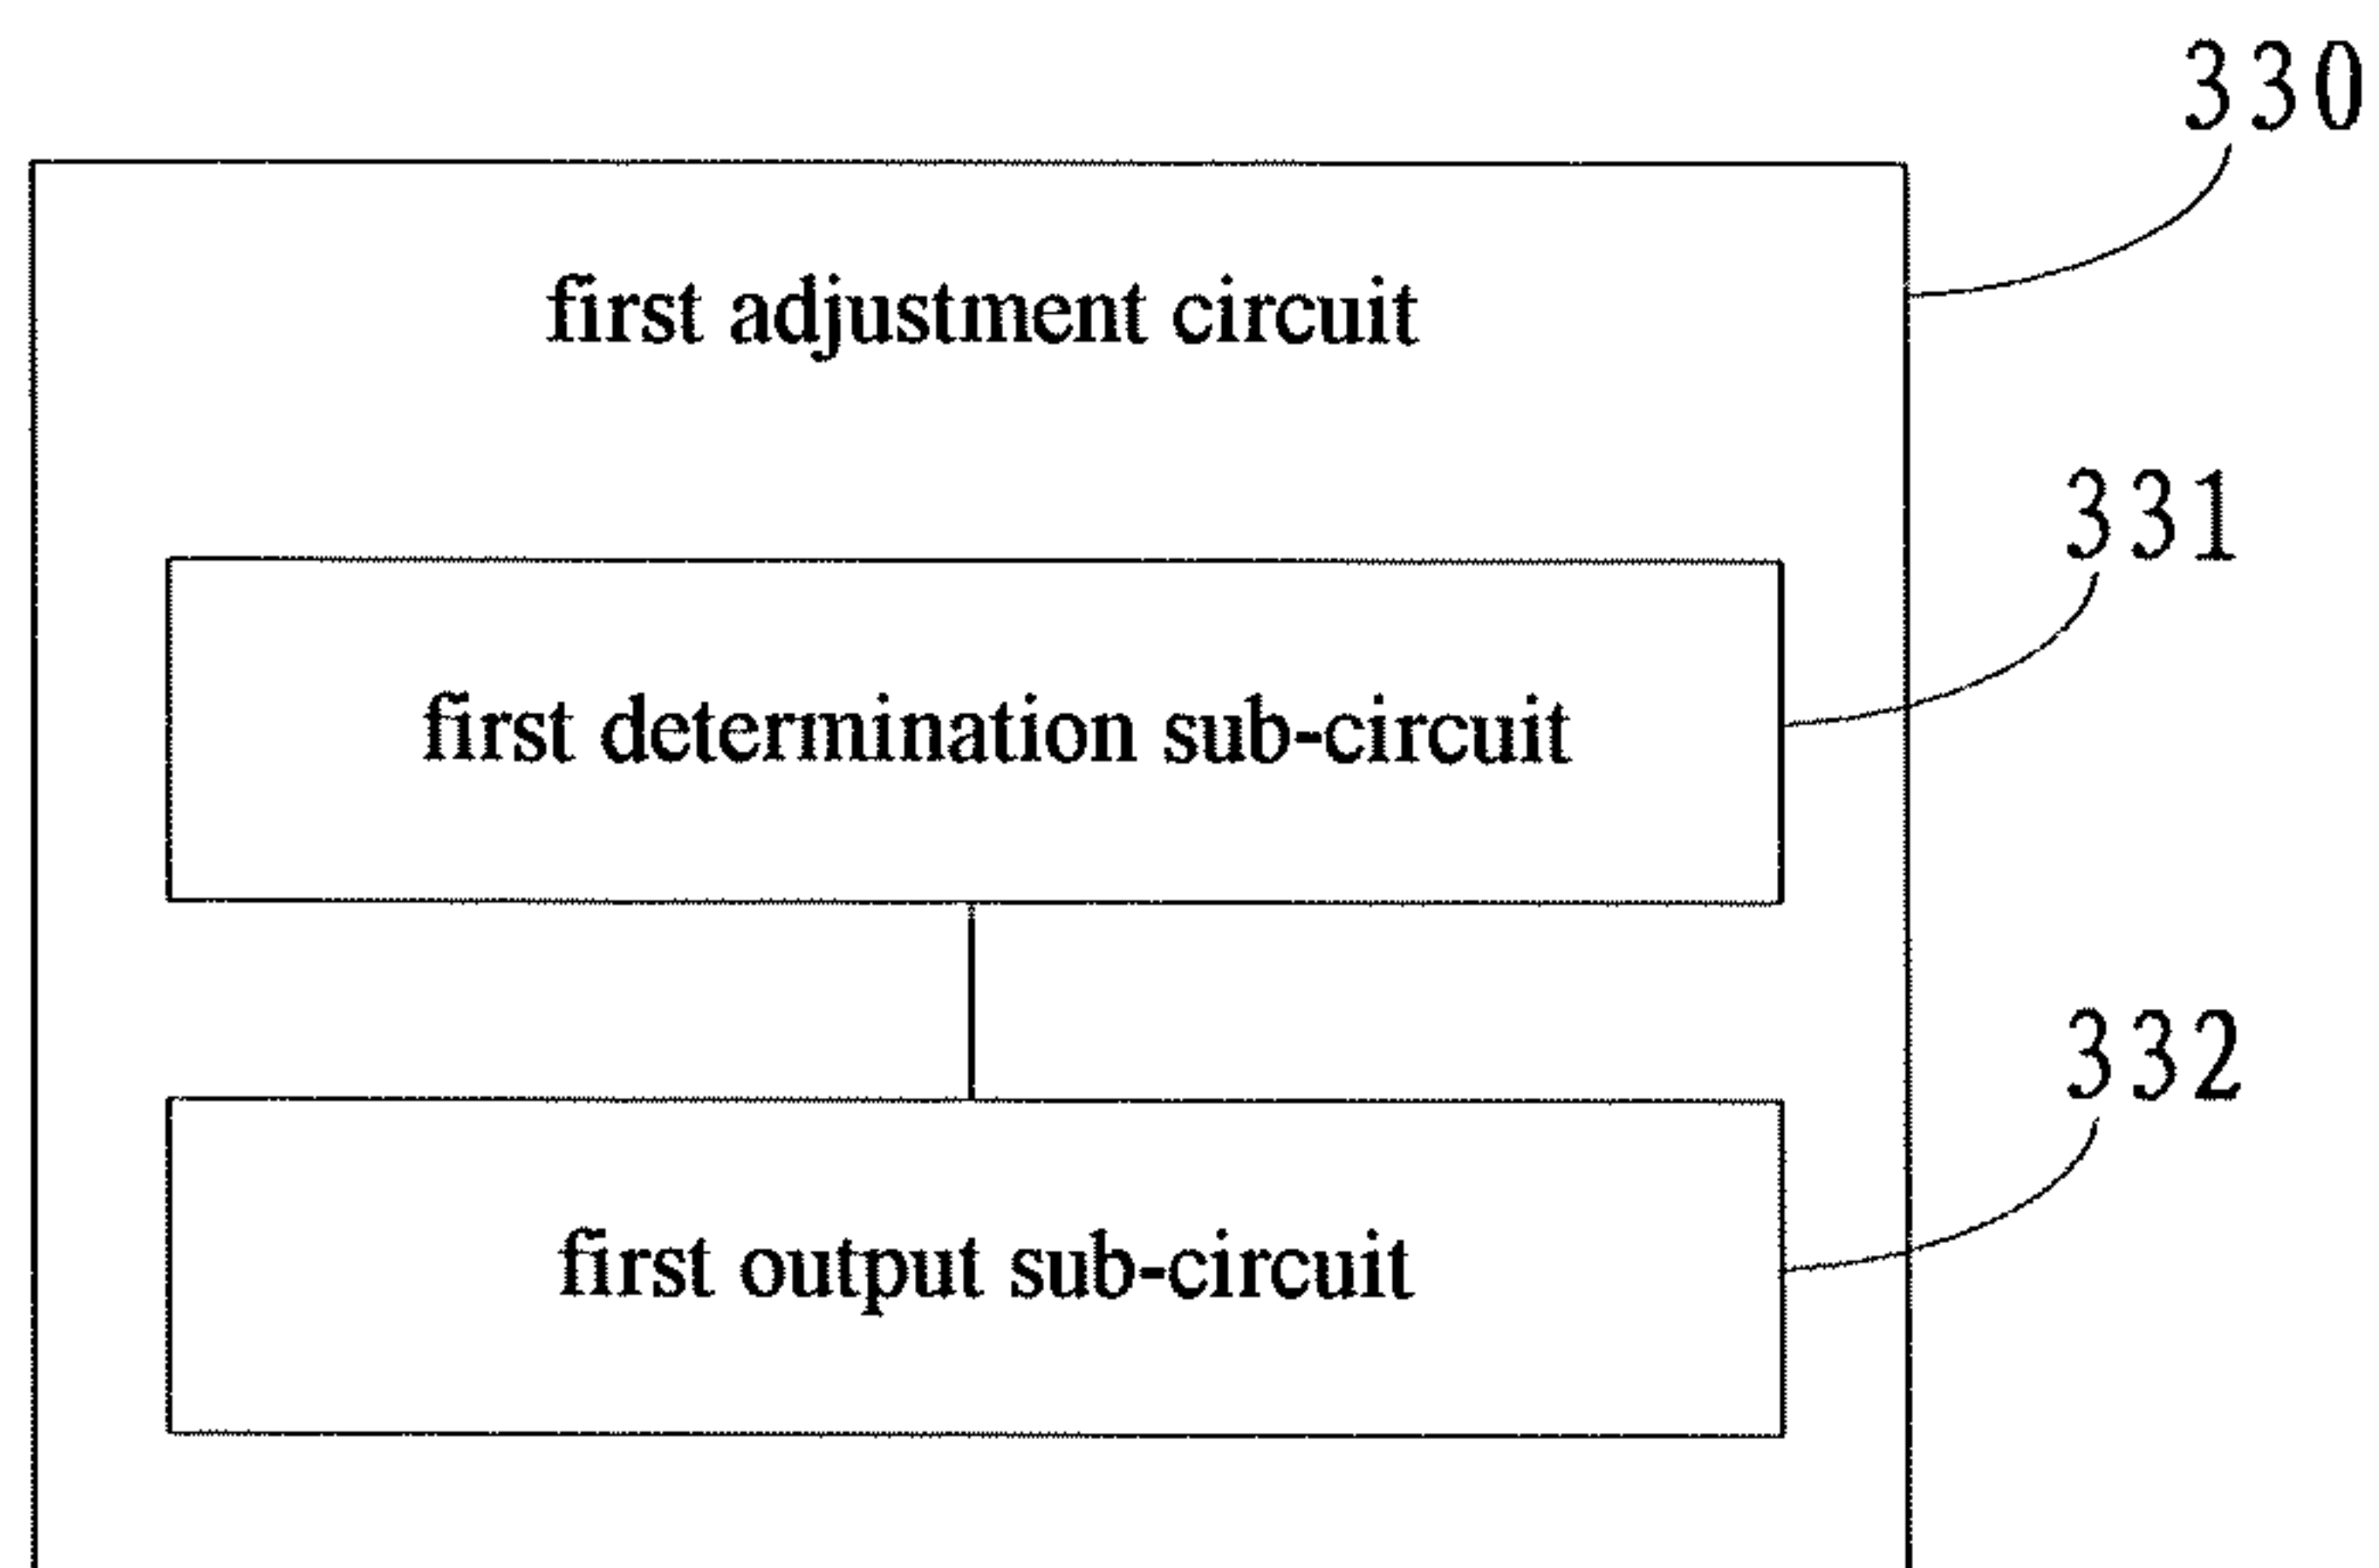 330
first adjustment circuit
331
first determination sub-circuit
332
first output sub-circuit